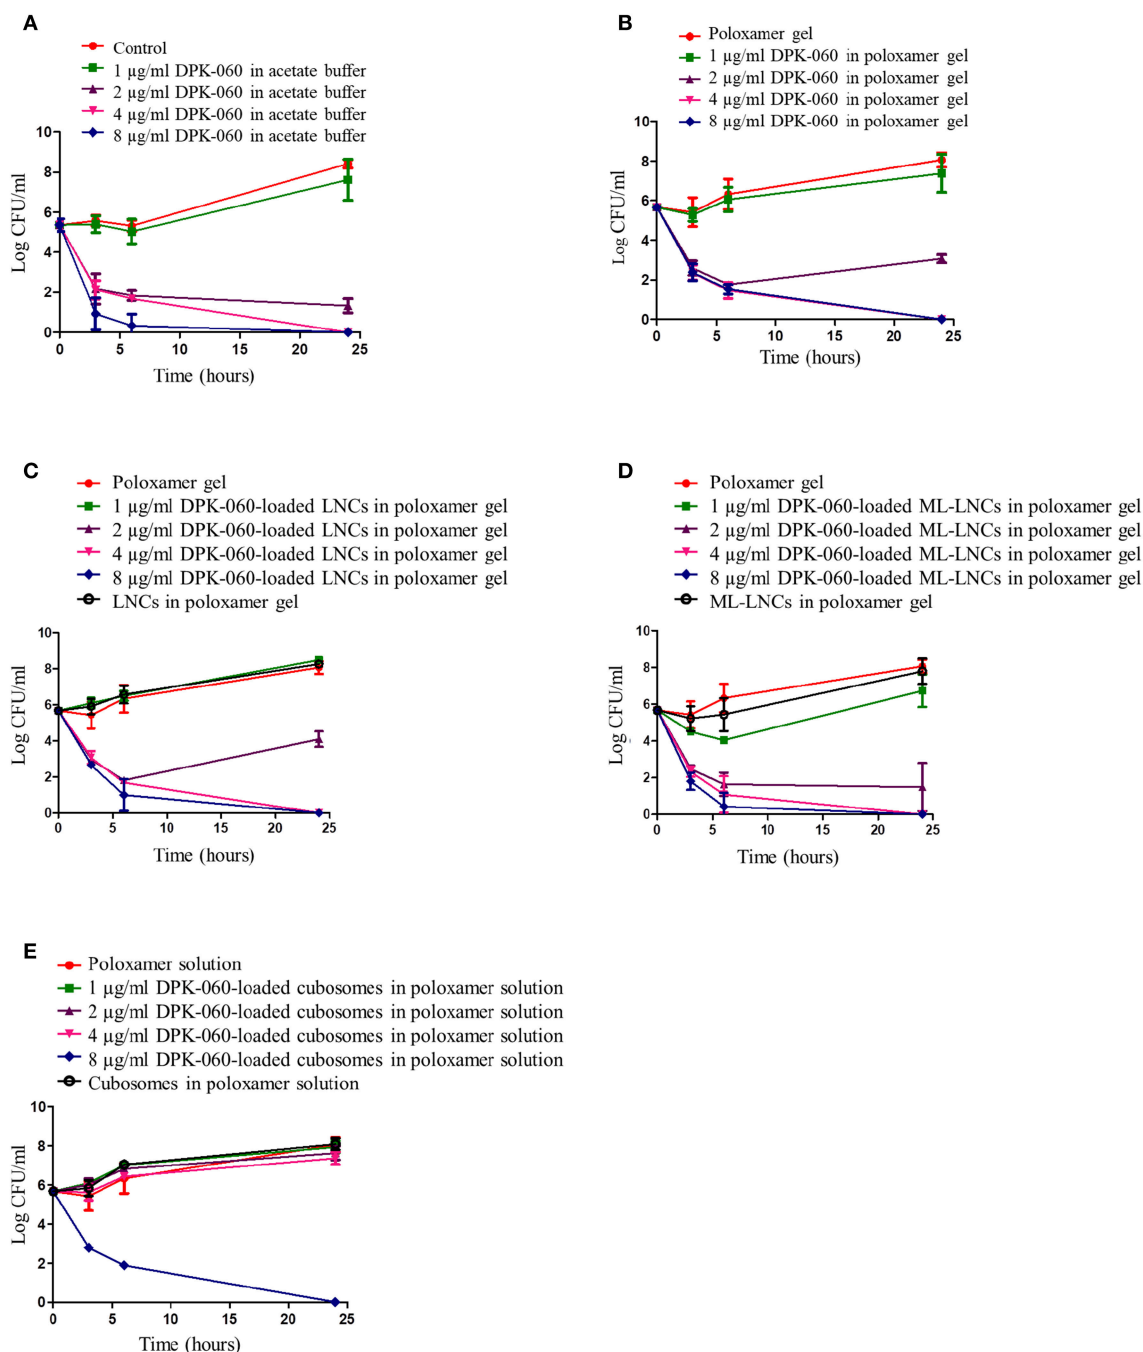 A
Control
1 µg/ml DPK-060 in acetate buffer
2 µg/ml DPK-060 in acetate buffer
4 µg/ml DPK-060 in acetate buffer
8 µg/ml DPK-060 in acetate buffer
Log CFU/ml
10
8
6
4
2
0
0 5 10 15 20 25
Time (hours)
B
Poloxamer gel
1 µg/ml DPK-060 in poloxamer gel
2 µg/ml DPK-060 in poloxamer gel
4 µg/ml DPK-060 in poloxamer gel
8 µg/ml DPK-060 in poloxamer gel
Log CFU/ml
10
8
6
4
2
0
0 5 10 15 20 25
Time (hours)
C
Poloxamer gel
1 µg/ml DPK-060-loaded LNCs in poloxamer gel
2 µg/ml DPK-060-loaded LNCs in poloxamer gel
4 µg/ml DPK-060-loaded LNCs in poloxamer gel
8 µg/ml DPK-060-loaded LNCs in poloxamer gel
LNCs in poloxamer gel
Log CFU/ml
10
8
6
4
2
0
0 5 10 15 20 25
Time (hours)
D
Poloxamer gel
1 µg/ml DPK-060-loaded ML-LNCs in poloxamer gel
2 µg/ml DPK-060-loaded ML-LNCs in poloxamer gel
4 µg/ml DPK-060-loaded ML-LNCs in poloxamer gel
8 µg/ml DPK-060-loaded ML-LNCs in poloxamer gel
ML-LNCs in poloxamer gel
Log CFU/ml
10
8
6
4
2
0
0 5 10 15 20 25
Time (hours)
E
Poloxamer solution
1 µg/ml DPK-060-loaded cubosomes in poloxamer solution
2 µg/ml DPK-060-loaded cubosomes in poloxamer solution
4 µg/ml DPK-060-loaded cubosomes in poloxamer solution
8 µg/ml DPK-060-loaded cubosomes in poloxamer solution
Cubosomes in poloxamer solution
Log CFU/ml
10
8
6
4
2
0
0 5 10 15 20 25
Time (hours)